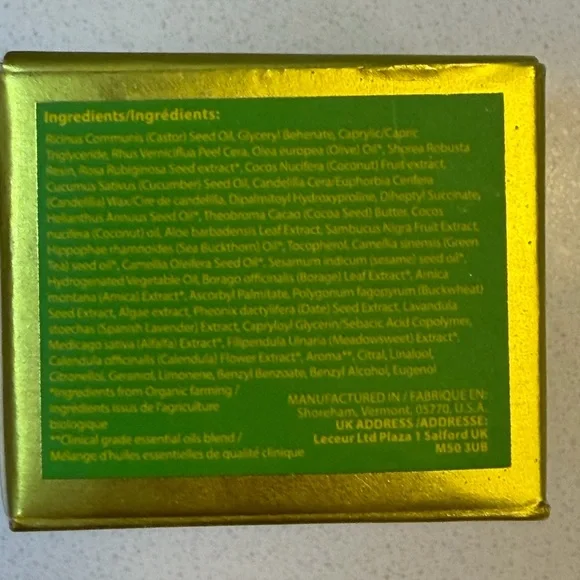 Ingredients/Ingrédients:
Ricinus Communis (Castor) Seed Oil, Glyceryl Behenate, Caprylic/Capric
Triglyceride, Rhus Verniciflua Peel Cera, Olea europea (Olive) Oil*, Shorea Robusta
Resin, Rosa Rubiginosa Seed extract*, Cocos Nucifera (Coconut) Fruit extract,
Cucumis Sativus (Cucumber) Seed Oil, Candelilla Cera/Euphorbia Cerifera
(Candelilla) Wax/Cire de candelilla, Dipalmitoyl Hydroxyproline, Diheptyl Succinate,
Helianthus Annuus Seed Oil*, Theobroma Cacao (Cocoa Seed) Butter, Cocos
nucifera (Coconut) oil, Aloe barbadensis Leaf Extract, Sambucus Nigra Fruit Extract,
Hippophae rhamnoides (Sea Buckthorn) Oil*, Tocopherol, Camellia sinensis (Green
Tea) seed oil*, Camellia Oleifera Seed Oil*, Sesamum indicum (sesame) seed oil*,
Hydrogenated Vegetable Oil, Borago officinalis (Borage) Leaf Extract*, Arnica
montana (Arnica) Extract*, Ascorbyl Palmitate, Polygonum fagostyrum (Buckwheat)
Seed Extract, Algae extract, Pheonix dactylifera (Date) Seed Extract, Lavandula
stoechas (Spanish Lavender) Extract, Capryloyl Glycerin/Sebacic Acid Copolymer,
Medicago sativa (Alfalfa) Extract*, Filipendula Ulnaria (Meadowsweet) Extract*,
Calendula officinalis (Calendula) Flower Extract*, Aroma**, Citral, Linalool,
Citronellol, Geraniol, Limonene, Benzyl Benzoate, Benzyl Alcohol, Eugenol
*Ingredients from Organic farming /
ingrédients issus de l'agriculture
biologique
**Clinical grade essential oils blend /
Mélange d'huiles essentielles de qualité clinique
MANUFACTURED IN / FABRIQUE EN:
Shoreham, Vermont, 05770, U.S.A.
UK ADDRESS /ADDRESSE:
Leceur Ltd Plaza 1 Salford UK
M50 3UB